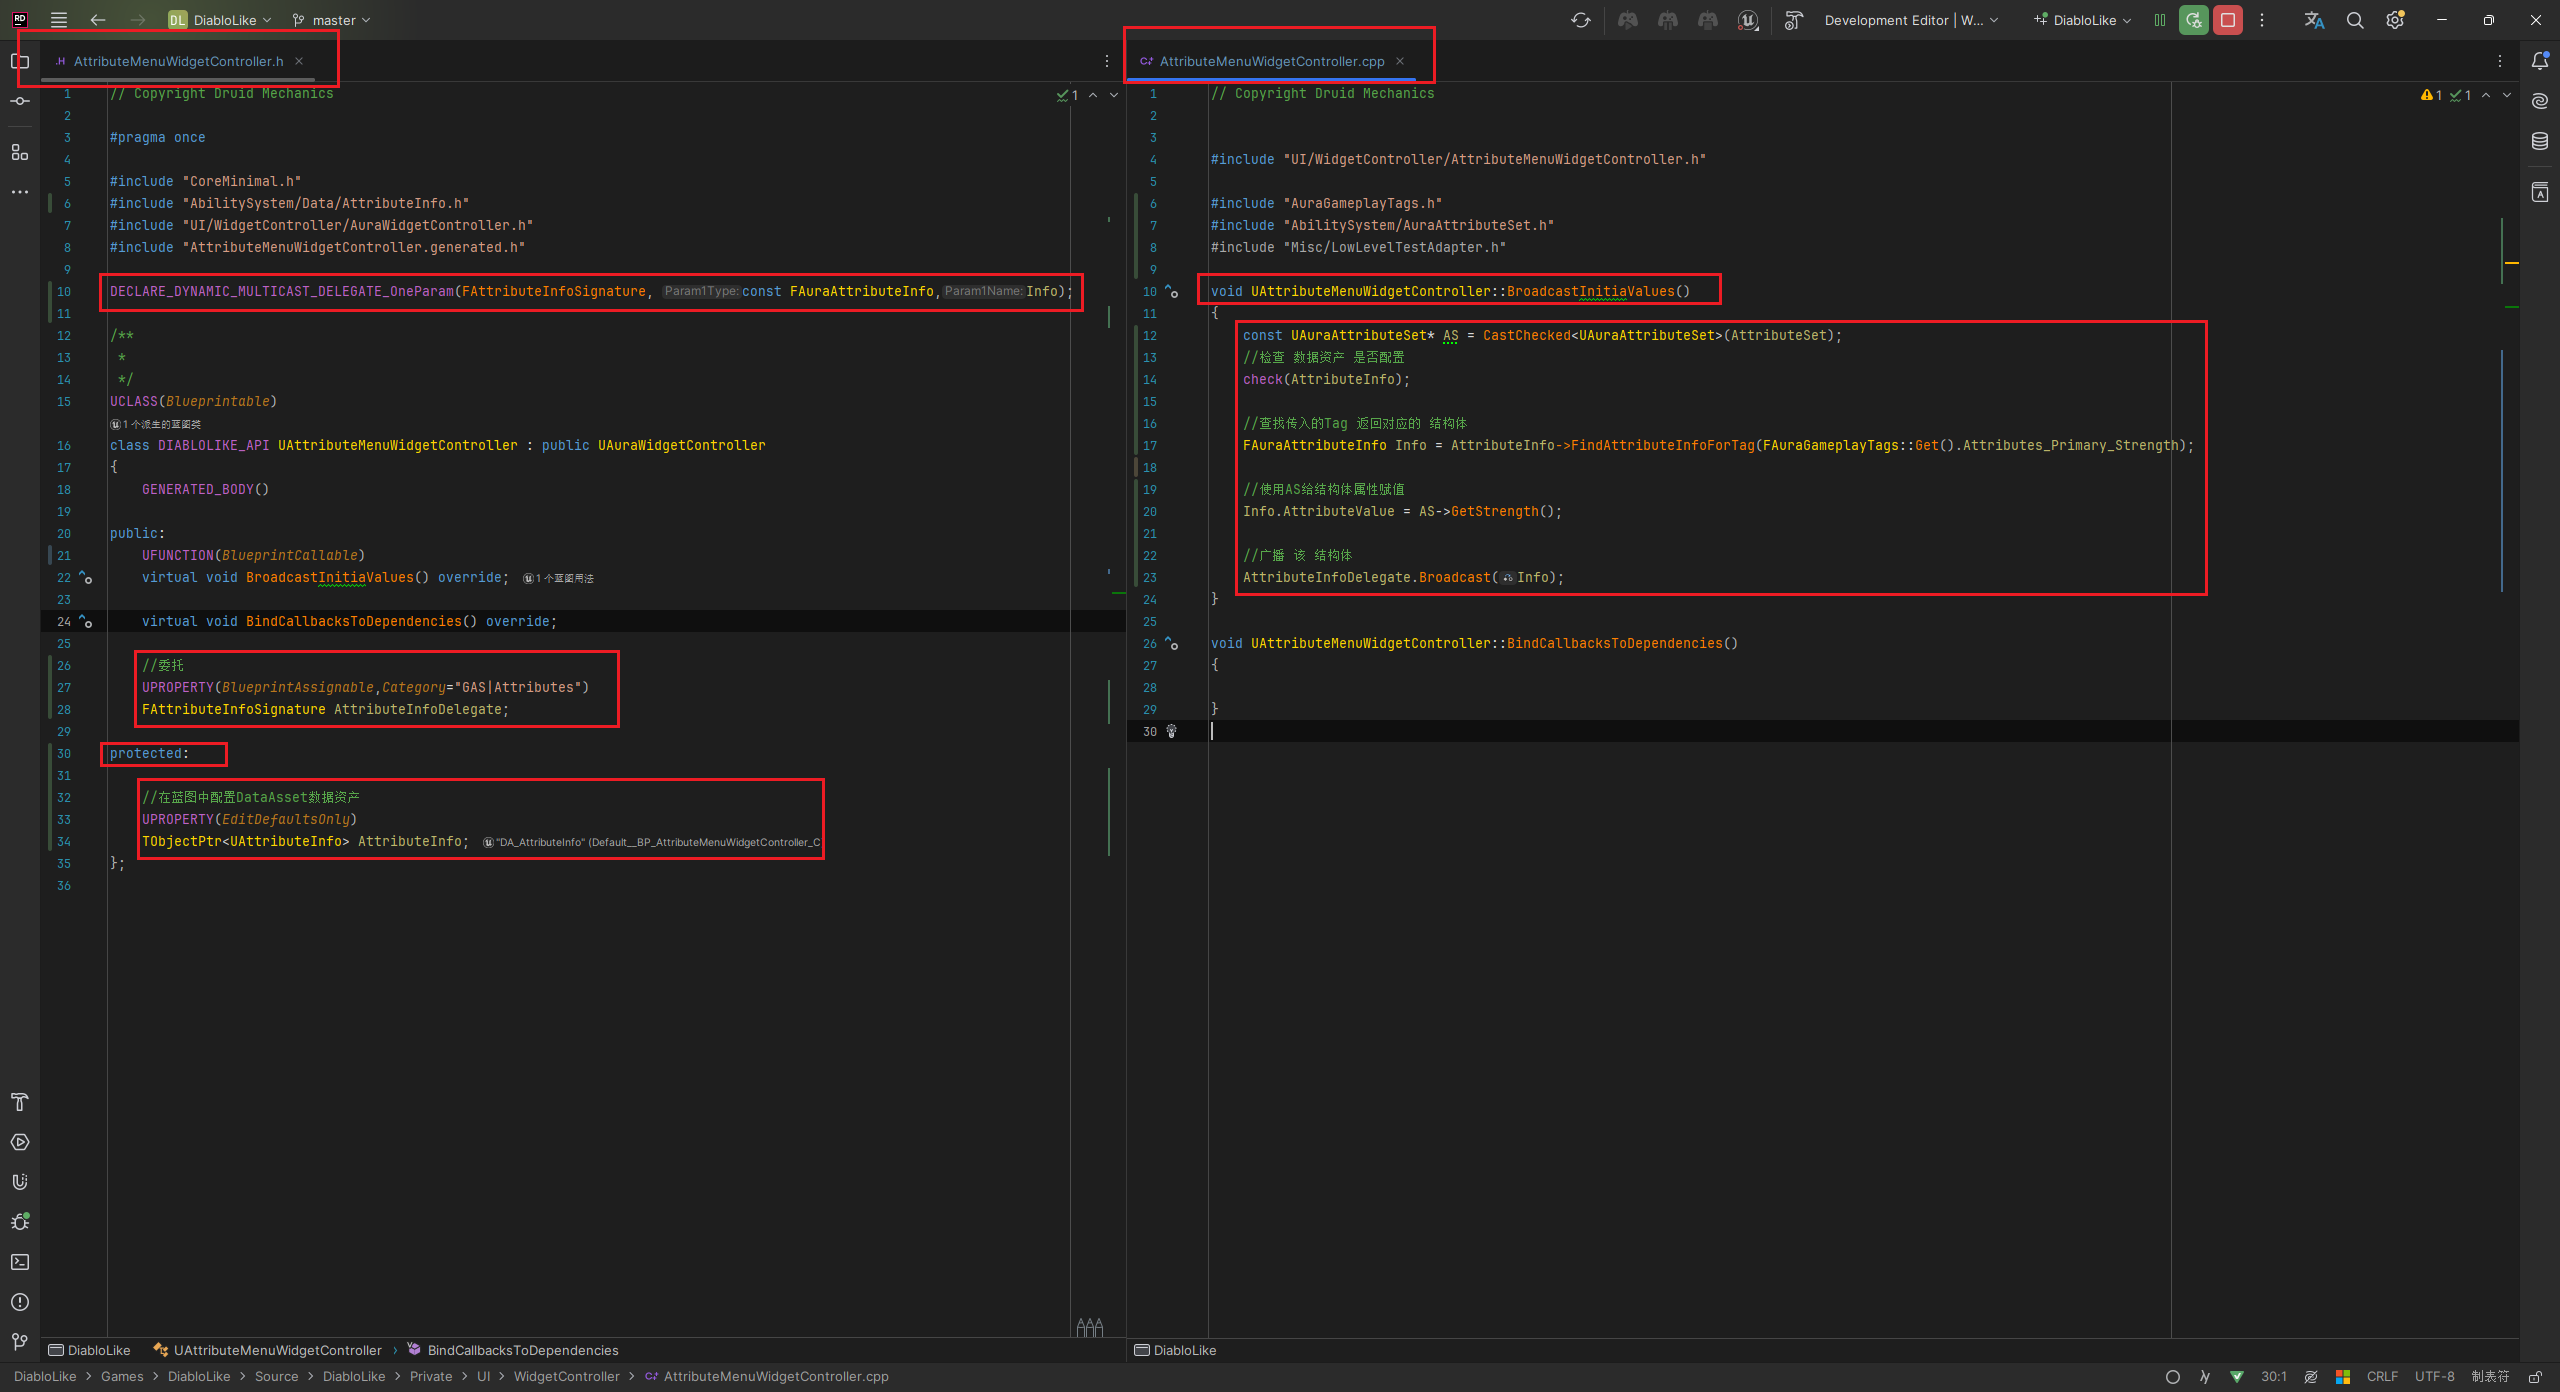 DL DiabloLike master Development Editor | W... DiabloLike
.H AttributeMenuWidgetController.h
1 // Copyright Druid Mechanics 1
2
3 #pragma once
4
5 #include "CoreMinimal.h"
6 #include "AbilitySystem/Data/AttributeInfo.h"
7 #include "UI/WidgetController/AuraWidgetController.h"
8 #include "AttributeMenuWidgetController.generated.h"
9
10 DECLARE_DYNAMIC_MULTICAST_DELEGATE_OneParam(FAttributeInfoSignature, Param1Type: const FAuraAttributeInfo, Param1Name: Info);
11
12 /**
13 *
14 */
15 UCLASS(Blueprintable)
1 个派生的蓝图类
16 class DIABLOLIKE_API UAttributeMenuWidgetController : public UAuraWidgetController
17 {
18 GENERATED_BODY()
19
20 public:
21 UFUNCTION(BlueprintCallable)
22 virtual void BroadcastInitiaValues() override; 1 个蓝图用法
23
24 virtual void BindCallbacksToDependencies() override;
25
26 //委托
27 UPROPERTY(BlueprintAssignable,Category="GAS|Attributes")
28 FAttributeInfoSignature AttributeInfoDelegate;
29
30 protected:
31
32 //在蓝图中配置DataAsset数据资产
33 UPROPERTY(EditDefaultsOnly)
34 TObjectPtr<UAttributeInfo> AttributeInfo; "DA_AttributeInfo" (Default__BP_AttributeMenuWidgetController_C
35 };
36
DiabloLike UAttributeMenuWidgetController › BindCallbacksToDependencies
C+ AttributeMenuWidgetController.cpp
1 // Copyright Druid Mechanics 1 1
2
3
4 #include "UI/WidgetController/AttributeMenuWidgetController.h"
5
6 #include "AuraGameplayTags.h"
7 #include "AbilitySystem/AuraAttributeSet.h"
8 #include "Misc/LowLevelTestAdapter.h"
9
10 void UAttributeMenuWidgetController::BroadcastInitiaValues()
11 {
12 const UAuraAttributeSet* AS = CastChecked<UAuraAttributeSet>(AttributeSet);
13 //检查 数据资产 是否配置
14 check(AttributeInfo);
15
16 //查找传入的Tag 返回对应的 结构体
17 FAuraAttributeInfo Info = AttributeInfo->FindAttributeInfoForTag(FAuraGameplayTags::Get().Attributes_Primary_Strength);
18
19 //使用AS给结构体属性赋值
20 Info.AttributeValue = AS->GetStrength();
21
22 //广播 该 结构体
23 AttributeInfoDelegate.Broadcast(Info);
24 }
25
26 void UAttributeMenuWidgetController::BindCallbacksToDependencies()
27 {
28
29 }
30
DiabloLike
DiabloLike › Games › DiabloLike › Source › DiabloLike › Private › UI › WidgetController › C+ AttributeMenuWidgetController.cpp 30:1 CRLF UTF-8 制表符